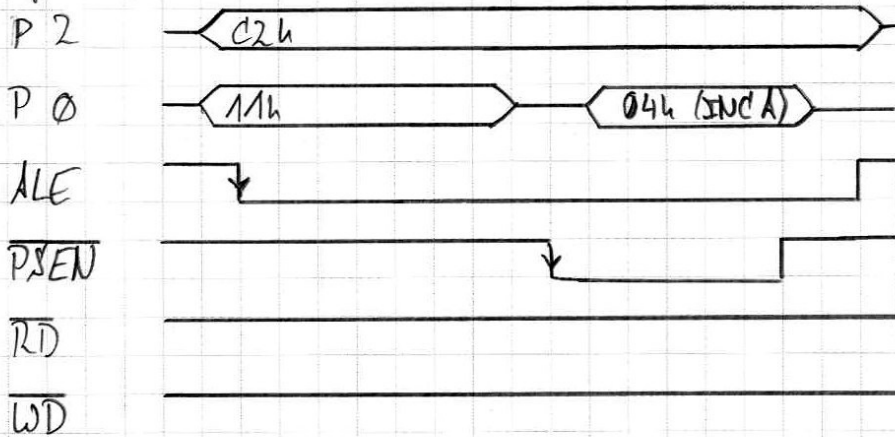 P 2 C2h
P Ø 11h 04h (INC A)
ALE
PSEN
RD
WD